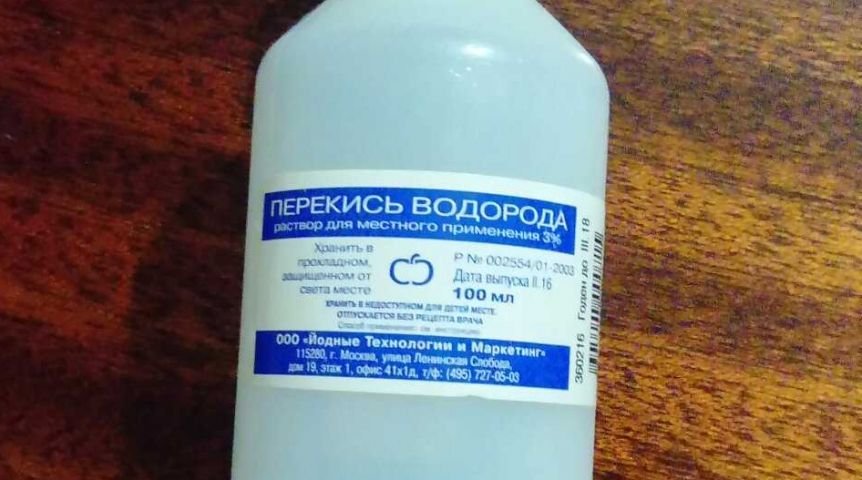 ПЕРЕКИСЬ ВОДОРОДА
раствор для местного применения 3%
Хранить в
прохладном,
защищенном от
света месте
Р № 002554/01-2003
Дата выпуска II.16
100 мл
ХРАНИТЬ В НЕДОСТУПНОМ ДЛЯ ДЕТЕЙ МЕСТЕ.
ОТПУСКАЕТСЯ БЕЗ РЕЦЕПТА ВРАЧА
Способ применения: см. инструкцию
ООО «Йодные Технологии и Маркетинг»
115280, г. Москва, улица Ленинская Слобода,
дом 19, этаж 1, офис 41х1д, т/ф: (495) 727-05-03
360216 Годен до III.18